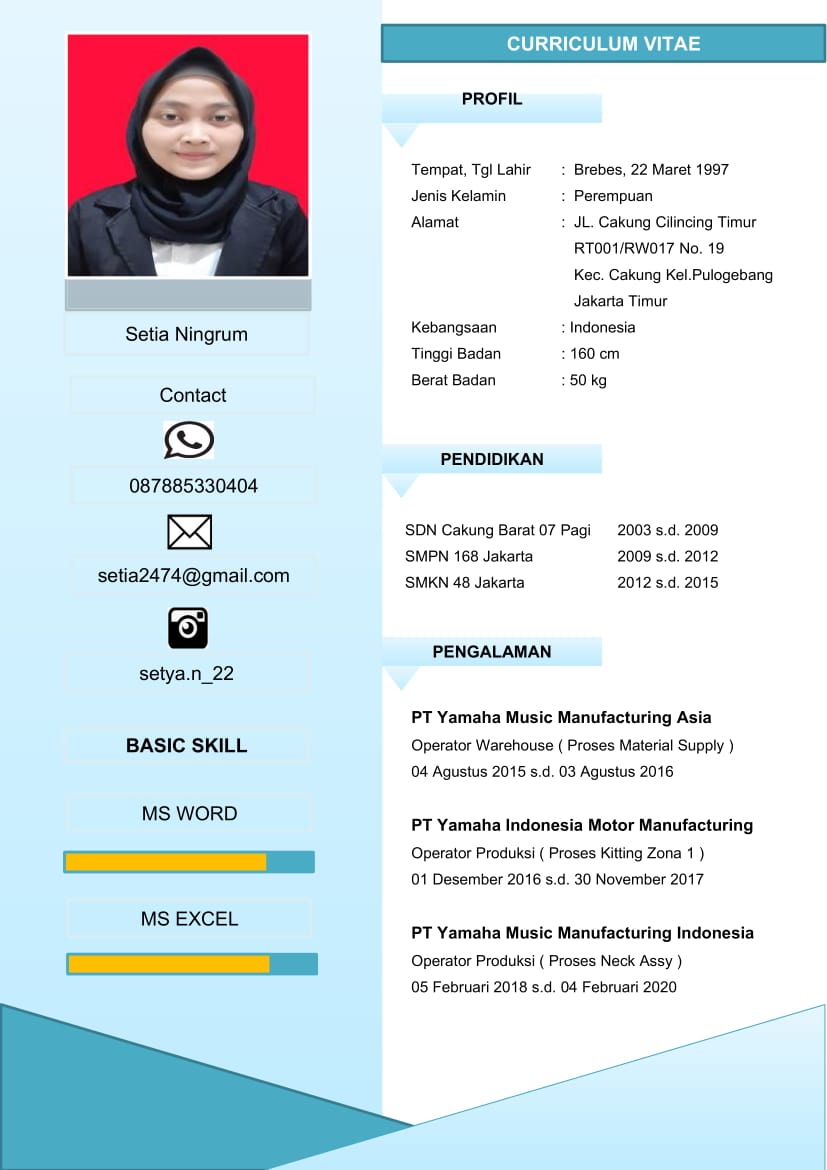 CURRICULUM VITAE
Setia Ningrum
Contact
087885330404
setia2474@gmail.com
setya.n_22
BASIC SKILL
MS WORD
MS EXCEL
PROFIL
Tempat, Tgl Lahir : Brebes, 22 Maret 1997
Jenis Kelamin : Perempuan
Alamat : JL. Cakung Cilincing Timur
RT001/RW017 No. 19
Kec. Cakung Kel.Pulogebang
Jakarta Timur
Kebangsaan : Indonesia
Tinggi Badan : 160 cm
Berat Badan : 50 kg
PENDIDIKAN
SDN Cakung Barat 07 Pagi 2003 s.d. 2009
SMPN 168 Jakarta 2009 s.d. 2012
SMKN 48 Jakarta 2012 s.d. 2015
PENGALAMAN
PT Yamaha Music Manufacturing Asia
Operator Warehouse ( Proses Material Supply )
04 Agustus 2015 s.d. 03 Agustus 2016
PT Yamaha Indonesia Motor Manufacturing
Operator Produksi ( Proses Kitting Zona 1 )
01 Desember 2016 s.d. 30 November 2017
PT Yamaha Music Manufacturing Indonesia
Operator Produksi ( Proses Neck Assy )
05 Februari 2018 s.d. 04 Februari 2020